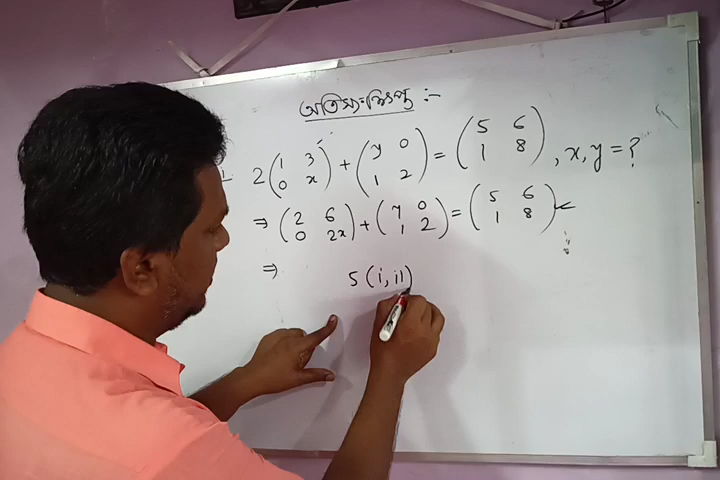 অতিসংক্ষিপ্ত :-
1. 2 (1 3 / 0 x) + (y 0 / 1 2) = (5 6 / 1 8) , x, y = ?
⇒ (2 6 / 0 2x) + (y 0 / 1 2) = (5 6 / 1 8)
⇒ 5 (i, ii)